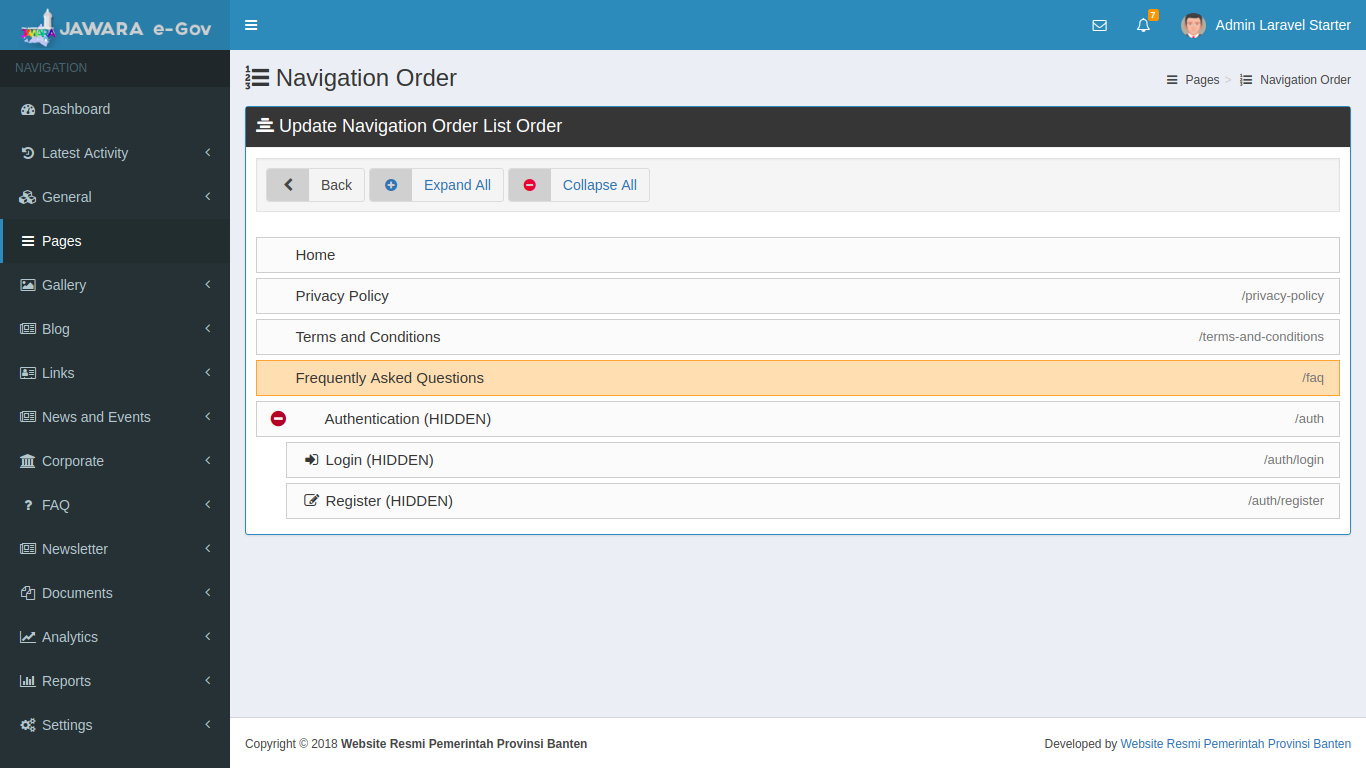 JAWARA e-Gov
7
Admin Laravel Starter
NAVIGATION
Dashboard
Latest Activity
General
Pages
Gallery
Blog
Links
News and Events
Corporate
? FAQ
Newsletter
Documents
Analytics
Reports
Settings
Navigation Order
Pages > Navigation Order
Update Navigation Order List Order
Back
Expand All
Collapse All
Home
Privacy Policy /privacy-policy
Terms and Conditions /terms-and-conditions
Frequently Asked Questions /faq
Authentication (HIDDEN) /auth
Login (HIDDEN) /auth/login
Register (HIDDEN) /auth/register
Copyright © 2018 Website Resmi Pemerintah Provinsi Banten
Developed by Website Resmi Pemerintah Provinsi Banten